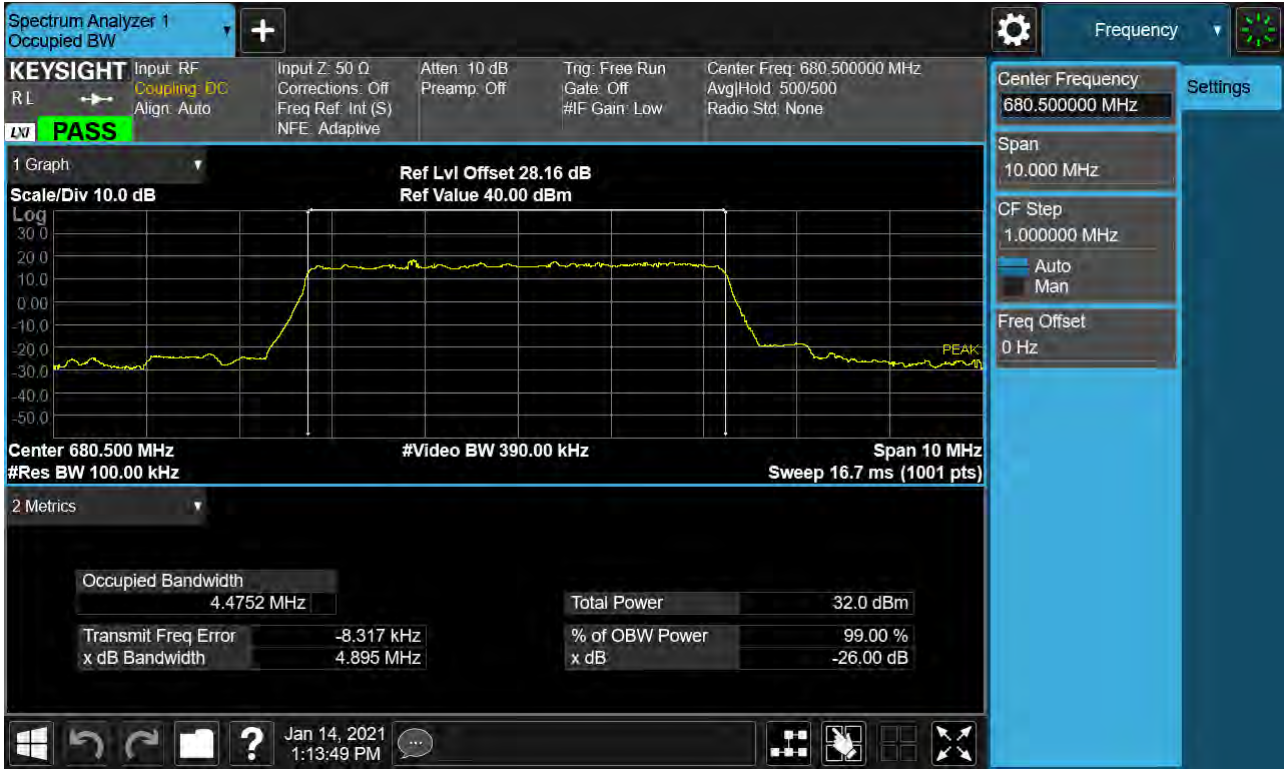 Spectrum Analyzer 1
Occupied BW
+
Frequency
KEYSIGHT
RL
LXI
PASS
Input: RF
Coupling: DC
Align: Auto
Input Z: 50 Ω
Corrections: Off
Freq Ref: Int (S)
NFE: Adaptive
Atten: 10 dB
Preamp: Off
Trig: Free Run
Gate: Off
#IF Gain: Low
Center Freq: 680.500000 MHz
Avg|Hold: 500/500
Radio Std: None
Center Frequency
680.500000 MHz
Settings
Span
10.000 MHz
CF Step
1.000000 MHz
Auto
Man
Freq Offset
0 Hz
1 Graph
Scale/Div 10.0 dB
Ref Lvl Offset 28.16 dB
Ref Value 40.00 dBm
Log
30.0
20.0
10.0
0.00
-10.0
-20.0
-30.0
-40.0
-50.0
PEAK
Center 680.500 MHz
#Video BW 390.00 kHz
Span 10 MHz
#Res BW 100.00 kHz
Sweep 16.7 ms (1001 pts)
2 Metrics
Occupied Bandwidth
4.4752 MHz
Total Power 32.0 dBm
Transmit Freq Error -8.317 kHz
% of OBW Power 99.00 %
x dB Bandwidth 4.895 MHz
x dB -26.00 dB
?
Jan 14, 2021
1:13:49 PM